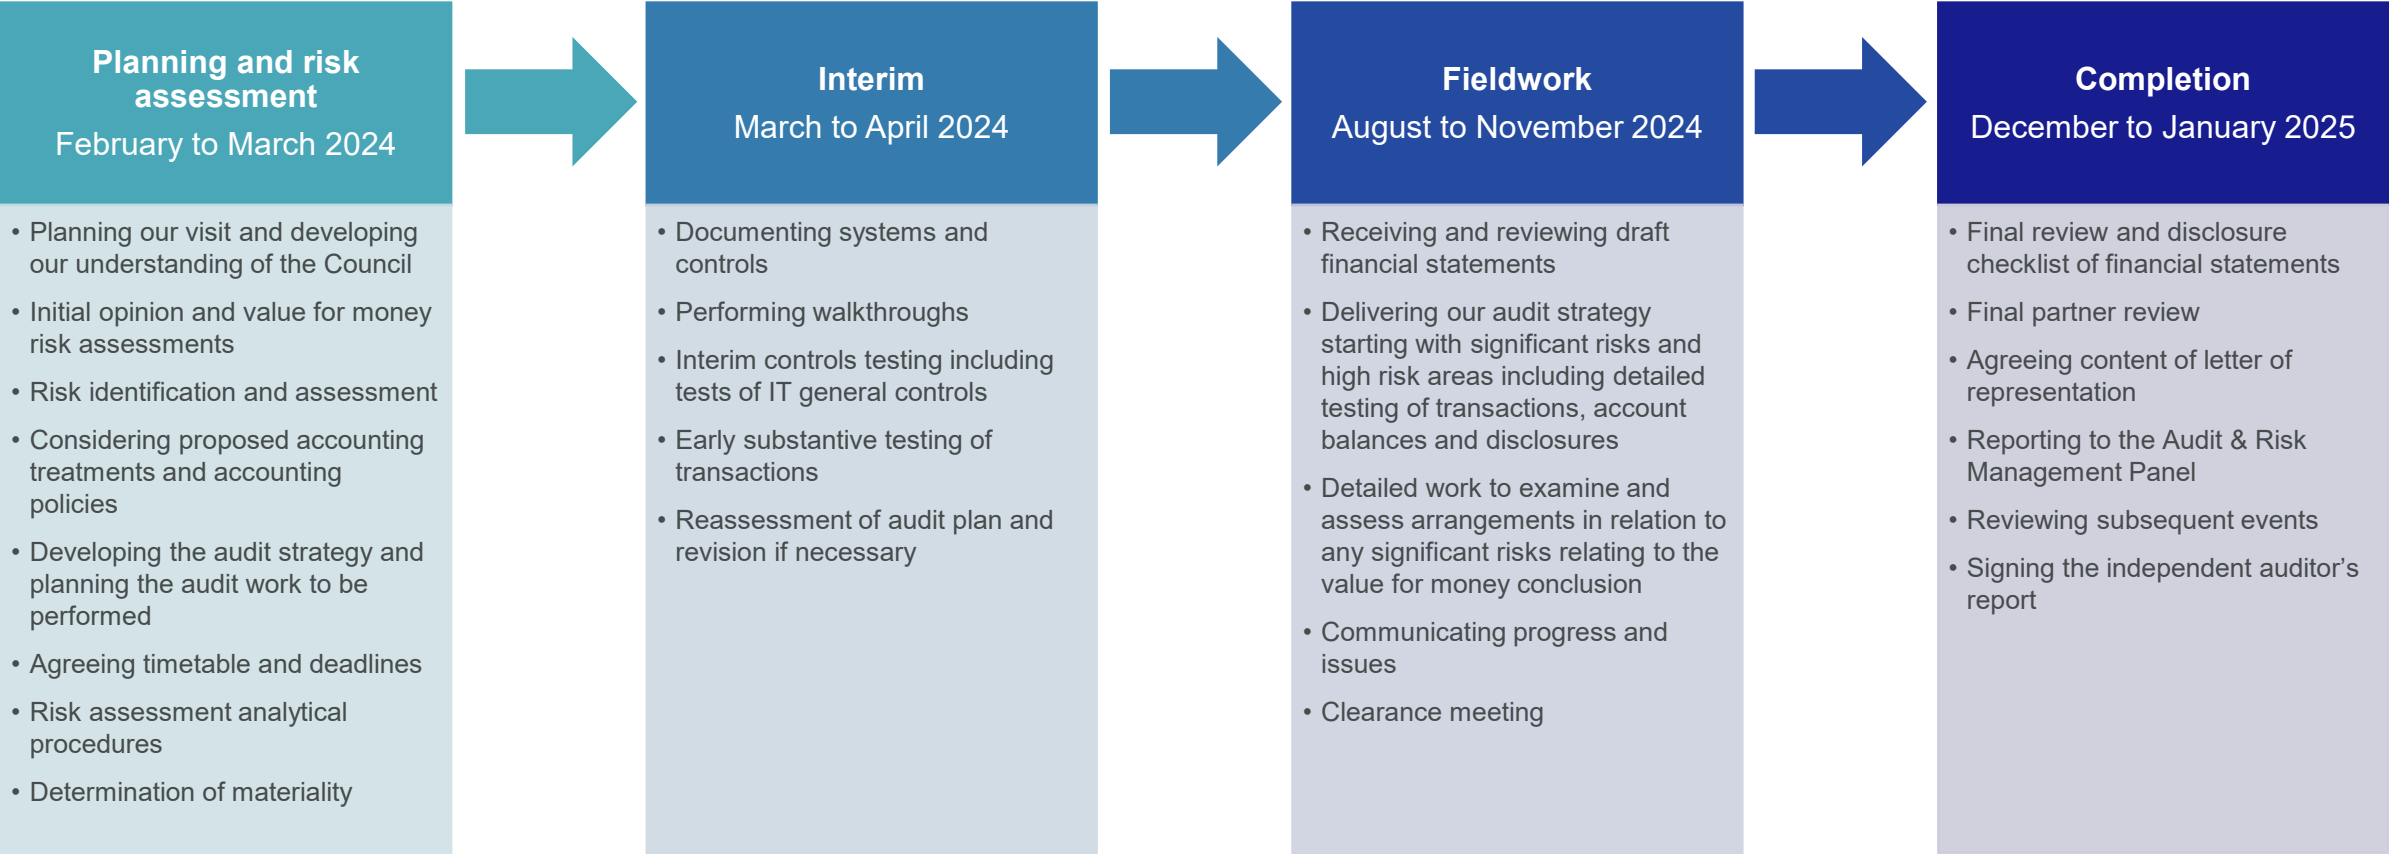 Planning and risk
assessment
February to March 2024
• Planning our visit and developing
our understanding of the Council
• Initial opinion and value for money
risk assessments
• Risk identification and assessment
• Considering proposed accounting
treatments and accounting
policies
• Developing the audit strategy and
planning the audit work to be
performed
• Agreeing timetable and deadlines
• Risk assessment analytical
procedures
• Determination of materiality
Interim
March to April 2024
• Documenting systems and
controls
• Performing walkthroughs
• Interim controls testing including
tests of IT general controls
• Early substantive testing of
transactions
• Reassessment of audit plan and
revision if necessary
Fieldwork
August to November 2024
• Receiving and reviewing draft
financial statements
• Delivering our audit strategy
starting with significant risks and
high risk areas including detailed
testing of transactions, account
balances and disclosures
• Detailed work to examine and
assess arrangements in relation to
any significant risks relating to the
value for money conclusion
• Communicating progress and
issues
• Clearance meeting
Completion
December to January 2025
• Final review and disclosure
checklist of financial statements
• Final partner review
• Agreeing content of letter of
representation
• Reporting to the Audit & Risk
Management Panel
• Reviewing subsequent events
• Signing the independent auditor’s
report